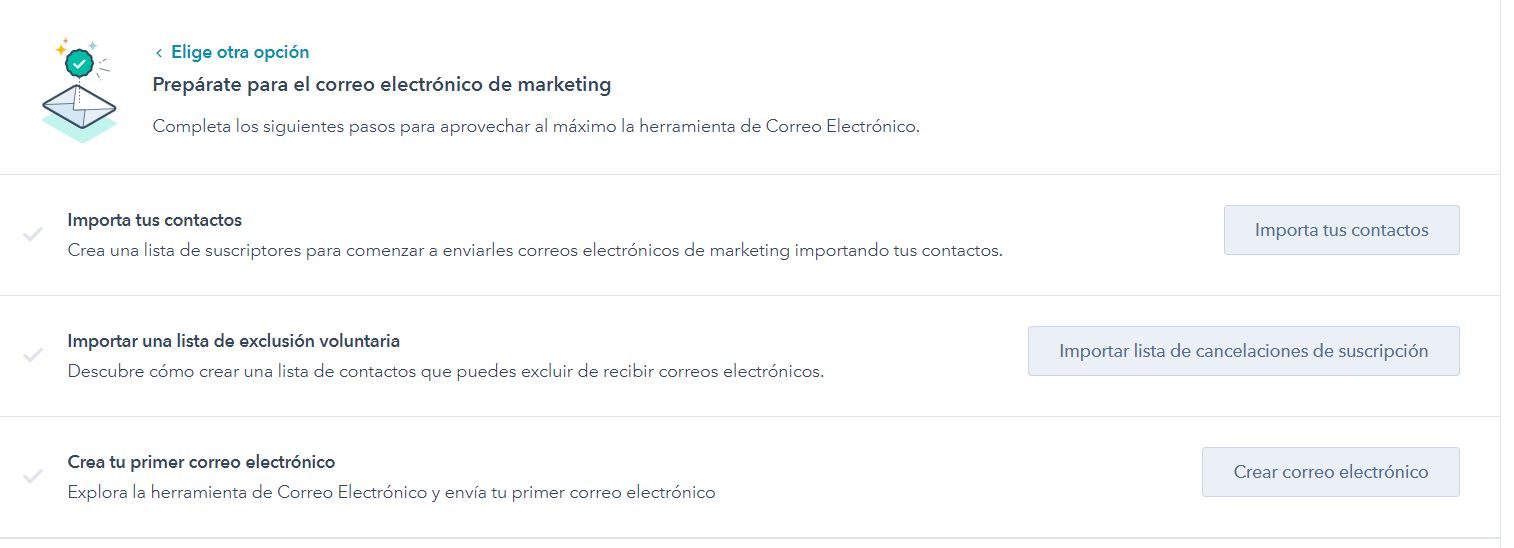 Elige otra opción
Prepárate para el correo electrónico de marketing
Completa los siguientes pasos para aprovechar al máximo la herramienta de Correo Electrónico.
Importa tus contactos
Crea una lista de suscriptores para comenzar a enviarles correos electrónicos de marketing importando tus contactos.
Importa tus contactos
Importar una lista de exclusión voluntaria
Descubre cómo crear una lista de contactos que puedes excluir de recibir correos electrónicos.
Importar lista de cancelaciones de suscripción
Crea tu primer correo electrónico
Explora la herramienta de Correo Electrónico y envía tu primer correo electrónico
Crear correo electrónico